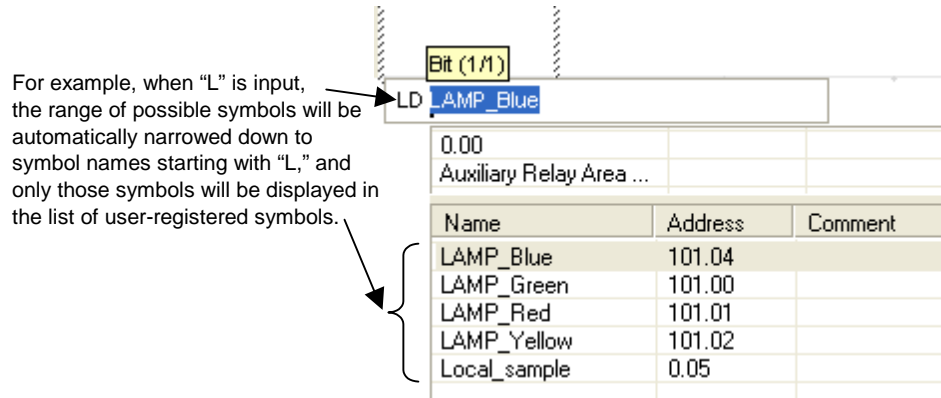 Bit (1/1)
For example, when “L” is input,
the range of possible symbols will be
automatically narrowed down to
symbol names starting with “L,” and
only those symbols will be displayed in
the list of user-registered symbols.
LD LAMP_Blue
0.00
Auxiliary Relay Area ...
Name Address Comment
LAMP_Blue 101.04
LAMP_Green 101.00
LAMP_Red 101.01
LAMP_Yellow 101.02
Local_sample 0.05